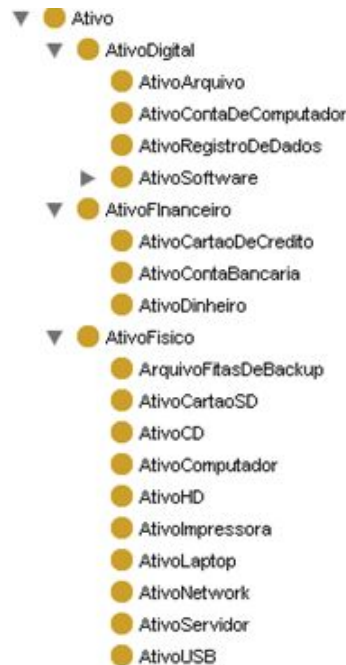 Ativo
AtivoDigital
AtivoArquivo
AtivoContaDeComputador
AtivoRegistroDeDados
AtivoSoftware
AtivoFInanceiro
AtivoCartaoDeCredito
AtivoContaBancaria
AtivoDinheiro
AtivoFisico
ArquivoFitasDeBackup
AtivoCartaoSD
AtivoCD
AtivoComputador
AtivoHD
AtivoImpressora
AtivoLaptop
AtivoNetwork
AtivoServidor
AtivoUSB